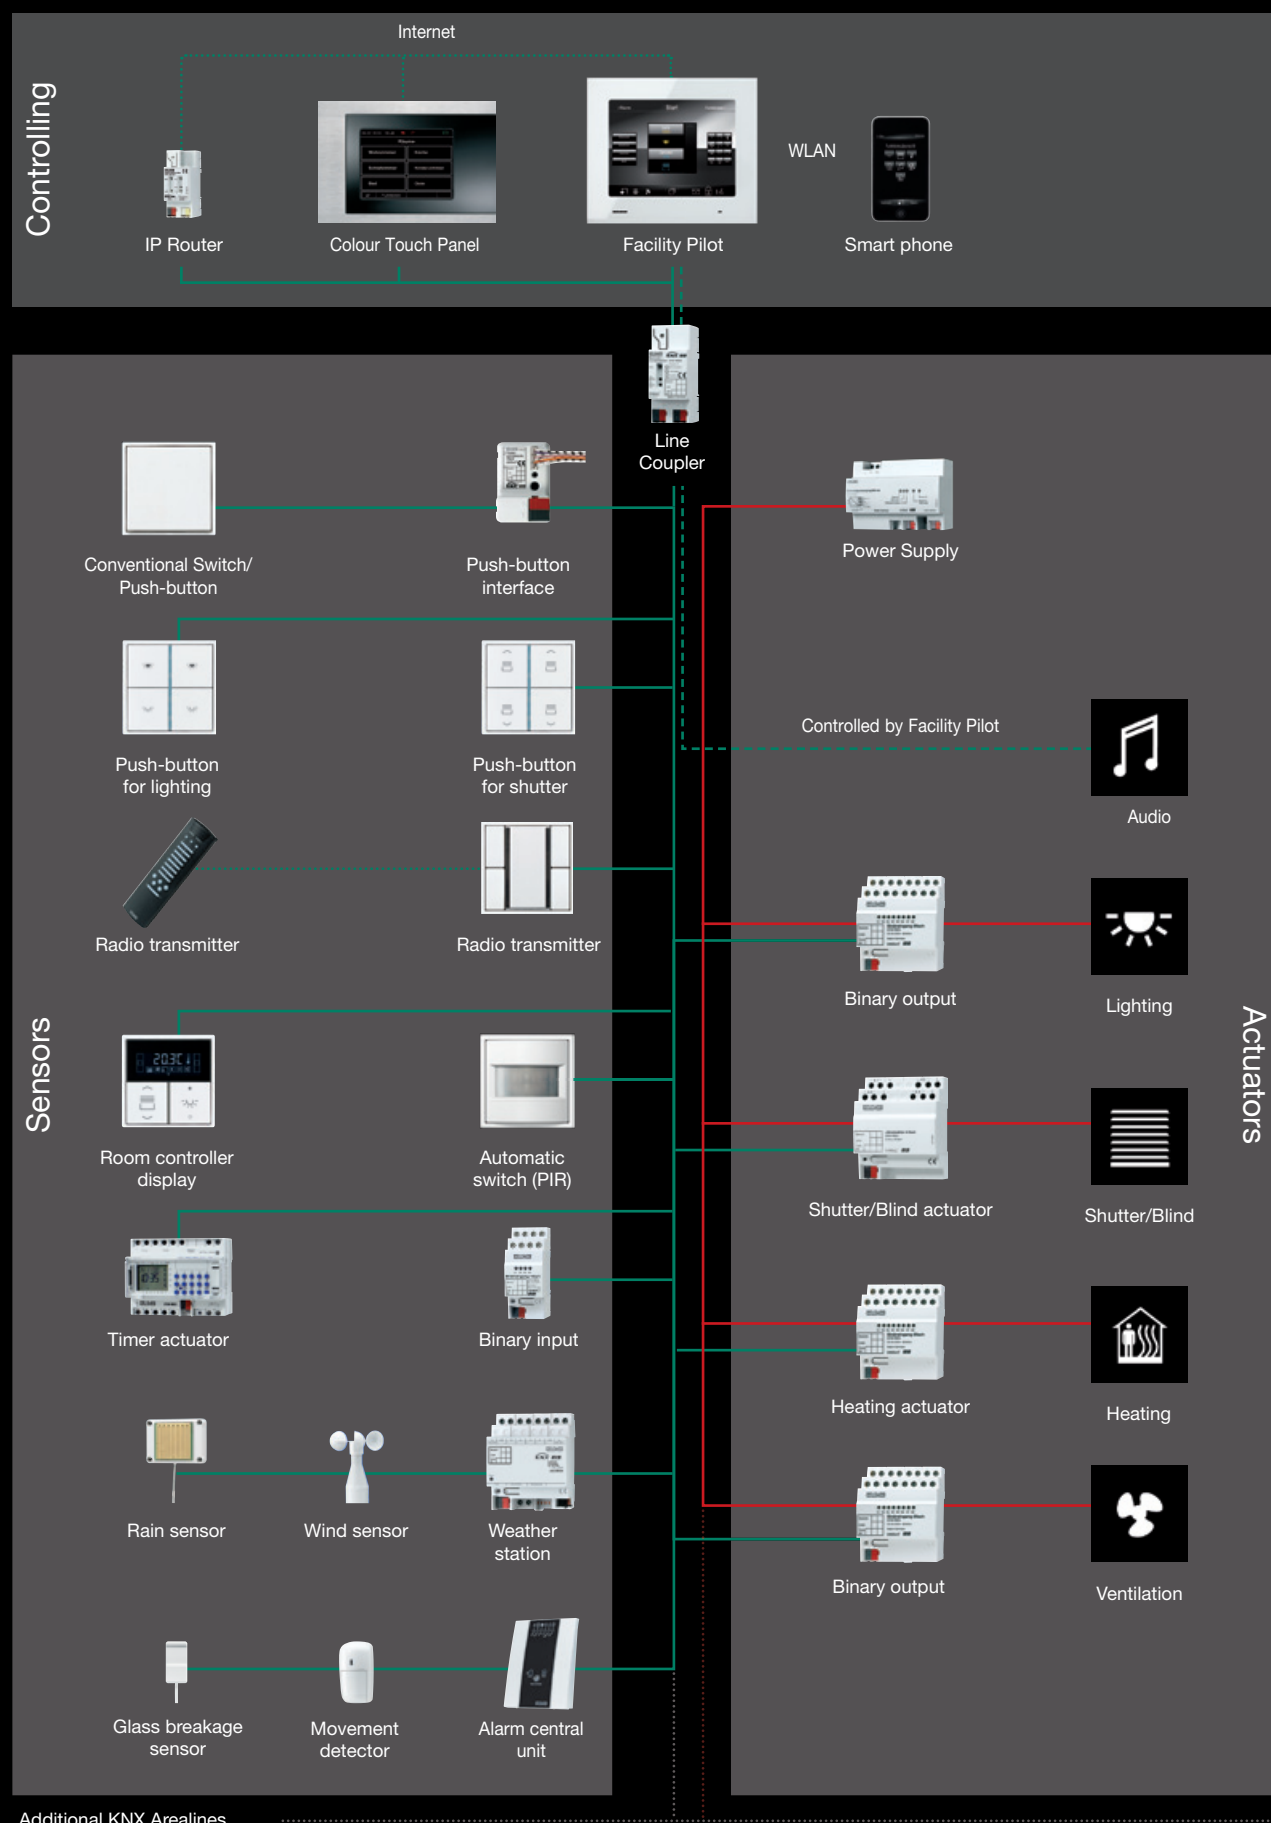 Internet
Controlling
WLAN
IP Router
Colour Touch Panel
Facility Pilot
Smart phone
Line
Coupler
Conventional Switch/
Push-button
Push-button
interface
Power Supply
Push-button
for lighting
Push-button
for shutter
Controlled by Facility Pilot
Audio
Radio transmitter
Radio transmitter
Binary output
Lighting
Sensors
Actuators
20.3°C
Room controller
display
Automatic
switch (PIR)
Shutter/Blind actuator
Shutter/Blind
Timer actuator
Binary input
Heating actuator
Heating
Rain sensor
Wind sensor
Weather
station
Binary output
Ventilation
Glass breakage
sensor
Movement
detector
Alarm central
unit
Additional KNX Arealines